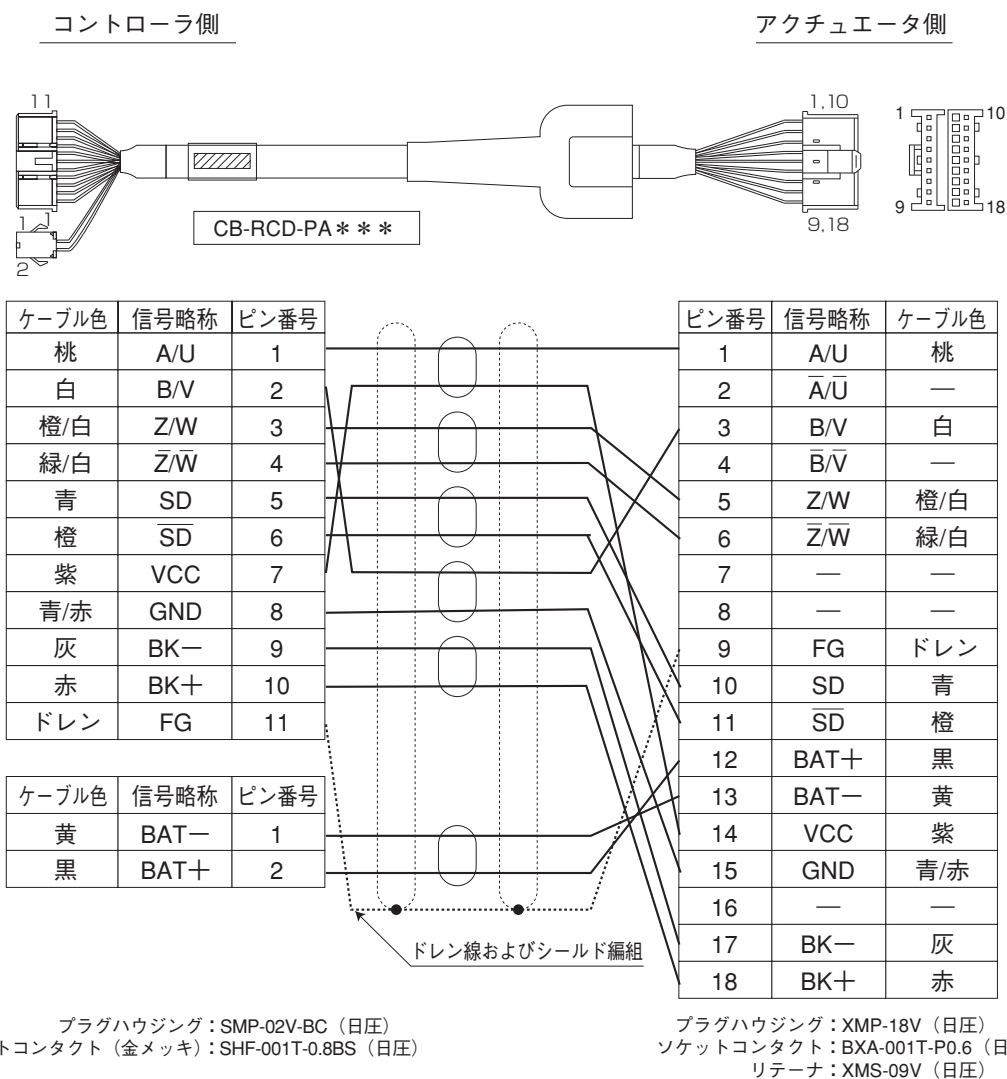 コントローラ側
アクチュエータ側
11
1
1
2
CB-RCD-PA＊＊＊
1,10
9,18
1
10
9
18
ケーブル色 信号略称 ピン番号
桃 A/U 1
白 B/V 2
橙/白 Z/W 3
緑/白 Z̅/W̅ 4
青 SD 5
橙 S̅D̅ 6
紫 VCC 7
青/赤 GND 8
灰 BK− 9
赤 BK＋ 10
ドレン FG 11
ケーブル色 信号略称 ピン番号
黄 BAT− 1
黒 BAT＋ 2
ピン番号 信号略称 ケーブル色
1 A/U 桃
2 A̅/U̅ —
3 B/V 白
4 B̅/V̅ —
5 Z/W 橙/白
6 Z̅/W̅ 緑/白
7 — —
8 — —
9 FG ドレン
10 SD 青
11 S̅D̅ 橙
12 BAT＋ 黒
13 BAT− 黄
14 VCC 紫
15 GND 青/赤
16 — —
17 BK− 灰
18 BK＋ 赤
ドレン線およびシールド編組
プラグハウジング：SMP-02V-BC（日圧）
トコンタクト（金メッキ）：SHF-001T-0.8BS（日圧）
プラグハウジング：XMP-18V（日圧）
ソケットコンタクト：BXA-001T-P0.6（日
リテーナ：XMS-09V（日圧）